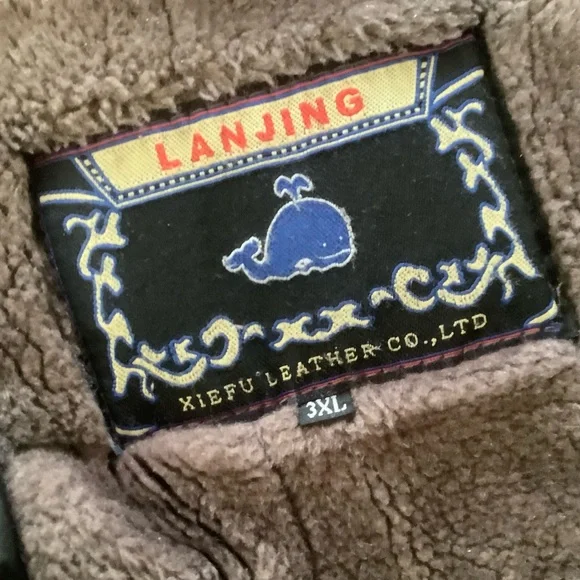 LANJING
XIEFU LEATHER CO.,LTD
3XL